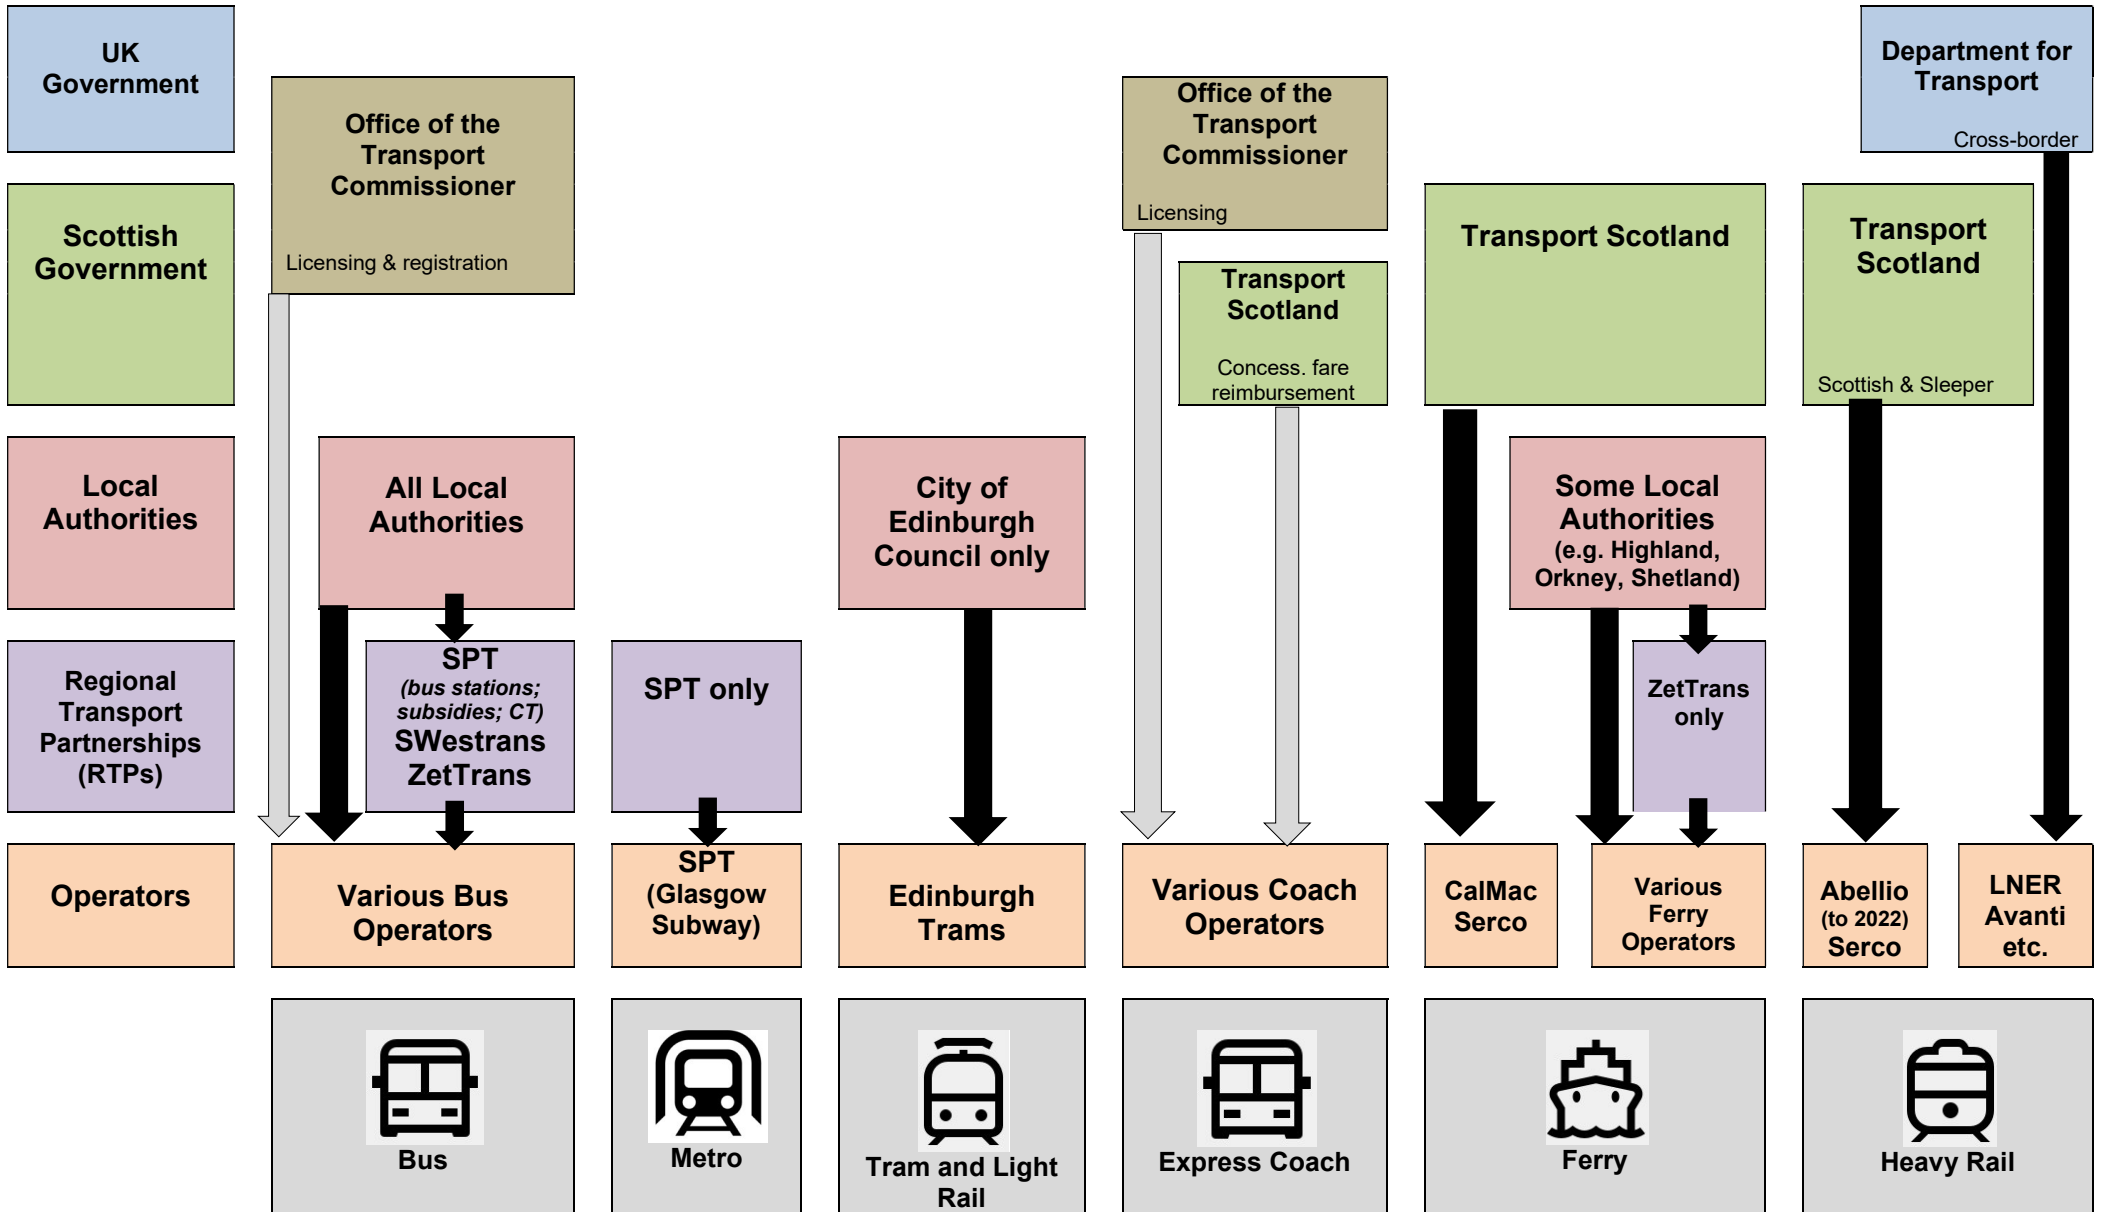 UK
Government
Office of the
Transport
Commissioner
Licensing & registration
Office of the
Transport
Commissioner
Licensing
Department for
Transport
Cross-border
Scottish
Government
Transport
Scotland
Concess. fare
reimbursement
Transport Scotland
Transport
Scotland
Scottish & Sleeper
Local
Authorities
All Local
Authorities
City of
Edinburgh
Council only
Some Local
Authorities
(e.g. Highland,
Orkney, Shetland)
Regional
Transport
Partnerships
(RTPs)
SPT
(bus stations;
subsidies; CT)
SWestrans
ZetTrans
SPT only
ZetTrans
only
Operators
Various Bus
Operators
SPT
(Glasgow
Subway)
Edinburgh
Trams
Various Coach
Operators
CalMac
Serco
Various
Ferry
Operators
Abellio
(to 2022)
Serco
LNER
Avanti
etc.
Bus
Metro
Tram and Light
Rail
Express Coach
Ferry
Heavy Rail